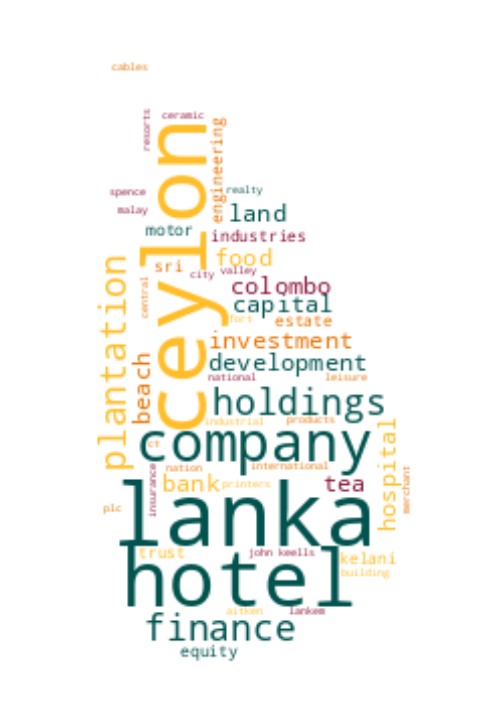 cables
resorts
ceramic
ceylon
engineering
spence
realty
malay
land
motor
industries
plantation
food
sri
city
valley
central
colombo
capital
fort
estate
investment
beach
development
national
leisure
holdings
industrial
products
hospital
company
ct
nation
international
insurance
merchant
bank
printers
tea
lanka
plc
trust
john keells
kelani
hotel
building
aitken
lankem
finance
equity